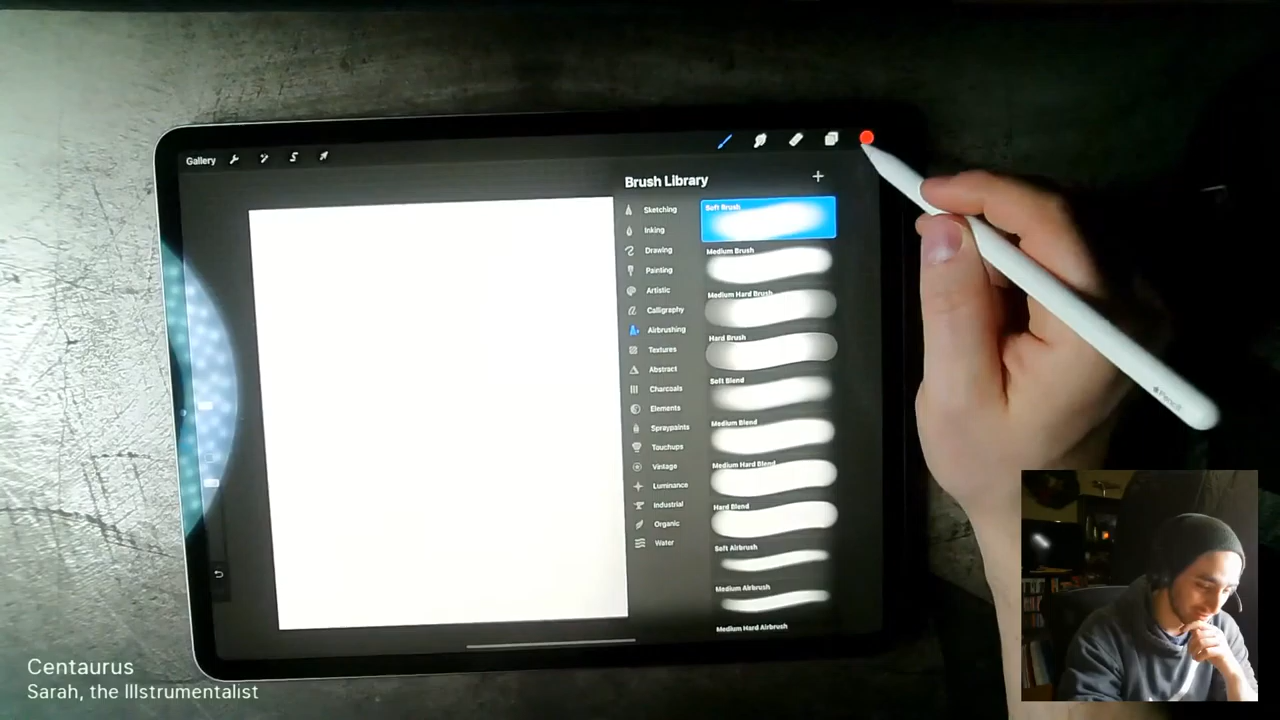 Gallery
Brush Library
+
Sketching
Inking
Drawing
Painting
Artistic
Calligraphy
Airbrushing
Textures
Abstract
Charcoals
Elements
Spraypaints
Touchups
Vintage
Luminance
Industrial
Organic
Water
Soft Brush
Medium Brush
Medium Hard Brush
Hard Brush
Soft Blend
Medium Blend
Medium Hard Blend
Hard Blend
Soft Airbrush
Medium Airbrush
Medium Hard Airbrush
Pencil
Centaurus
Sarah, the Illstrumentalist